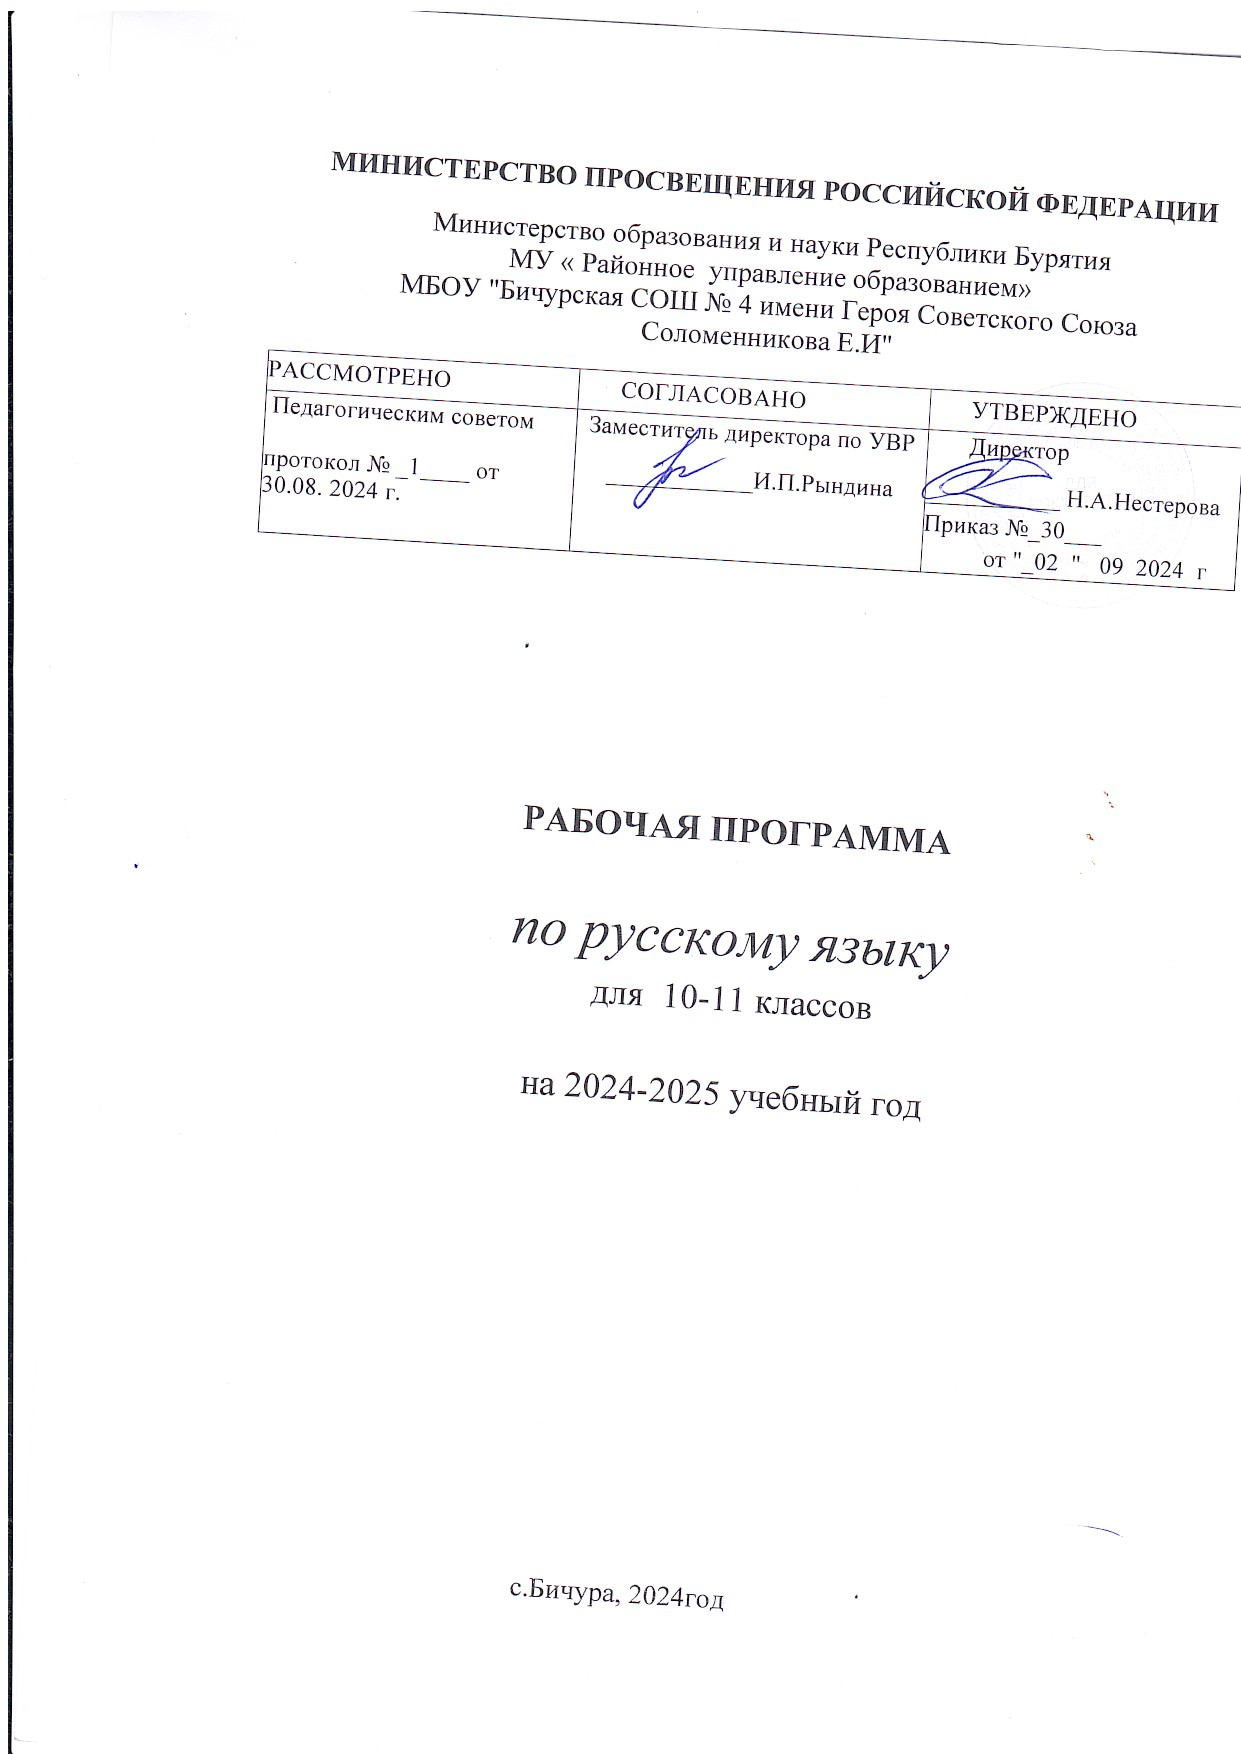 МИНИСТЕРСТВО ПРОСВЕЩЕНИЯ РОССИЙСКОЙ ФЕДЕРАЦИИ
Министерство образования и науки Республики Бурятия
МУ « Районное управление образованием»
МБОУ "Бичурская СОШ № 4 имени Героя Советского Союза
Соломенникова Е.И"
РАССМОТРЕНО
Педагогическим советом
протокол № _1____ от
30.08. 2024 г.
СОГЛАСОВАНО
Заместитель директора по УВР
____________И.П.Рындина
УТВЕРЖДЕНО
Директор
___________ Н.А.Нестерова
Приказ №_30___
от "_02 " 09 2024 г
РАБОЧАЯ ПРОГРАММА
по русскому языку
для 10-11 классов
на 2024-2025 учебный год
с.Бичура, 2024год